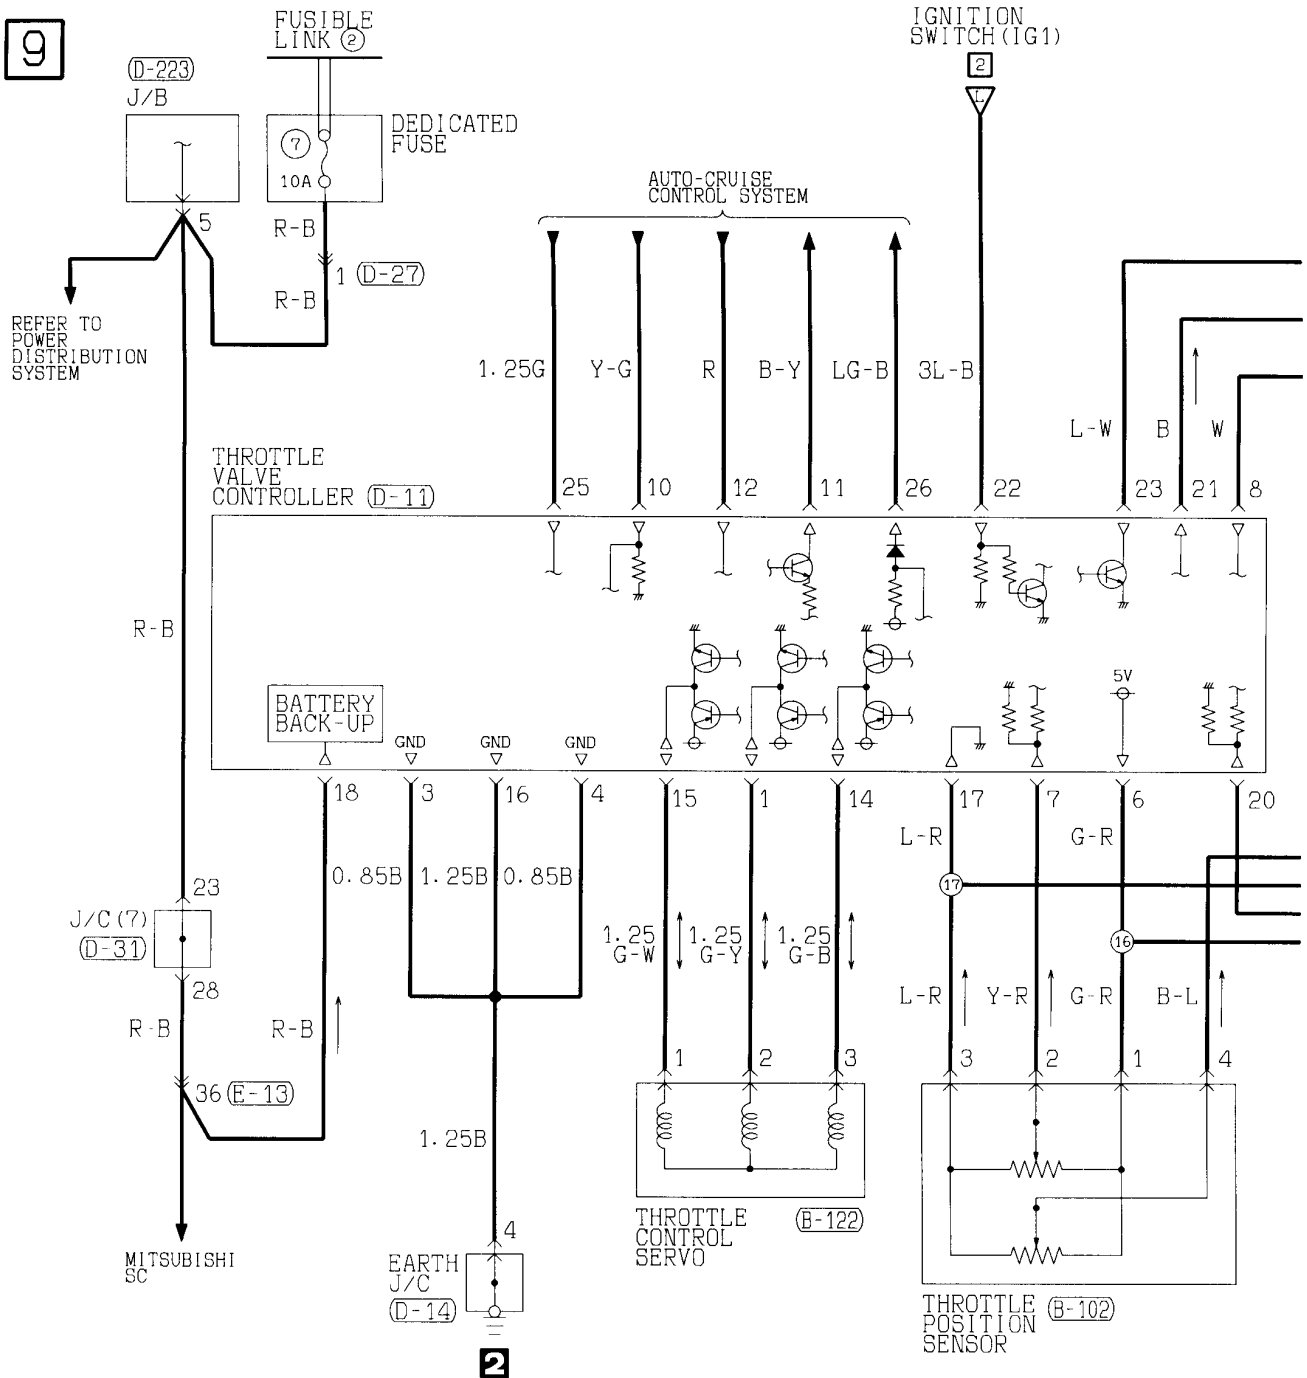 9
FUSIBLE
LINK ②
IGNITION
SWITCH(IG1)
2
L
(D-223)
J/B
DEDICATED
FUSE
7
10A
AUTO-CRUISE
CONTROL SYSTEM
5
R-B
1 (D-27)
R-B
REFER TO
POWER
DISTRIBUTION
SYSTEM
1.25G
Y-G
R
B-Y
LG-B
3L-B
L-W
B
W
THROTTLE
VALVE
CONTROLLER (D-11)
25
10
12
11
26
22
23
21
8
R-B
BATTERY
BACK-UP
GND
GND
GND
5V
18
3
16
4
15
1
14
17
7
6
20
L-R
G-R
0.85B
1.25B
0.85B
23
J/C(7)
(D-31)
28
17
16
1.25
G-W
1.25
G-Y
1.25
G-B
R-B
R-B
L-R
Y-R
G-R
B-L
1
2
3
3
2
1
4
36 (E-13)
1.25B
MITSUBISHI
SC
4
EARTH
J/C
(D-14)
2
THROTTLE
CONTROL
SERVO
(B-122)
THROTTLE
POSITION
SENSOR
(B-102)